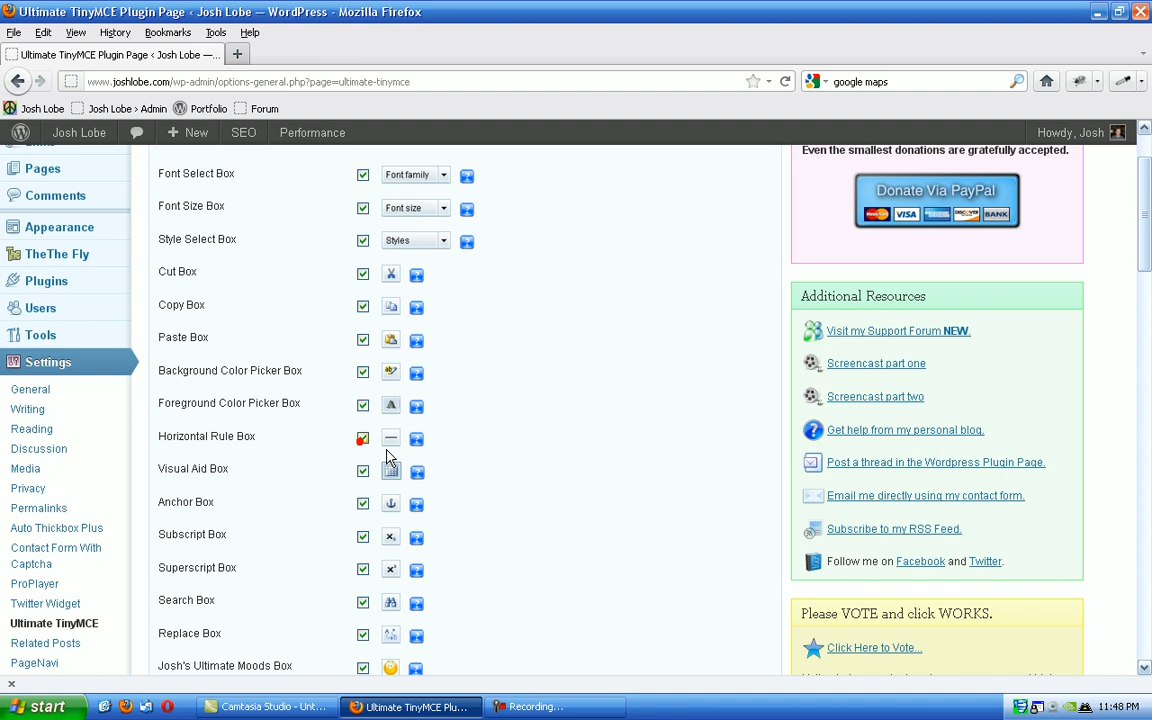 Ultimate TinyMCE Plugin Page ‹ Josh Lobe — WordPress - Mozilla Firefox
File Edit View History Bookmarks Tools Help
Ultimate TinyMCE Plugin Page ‹ Josh Lobe —...
www.joshlobe.com/wp-admin/options-general.php?page=ultimate-tinymce
google maps
Josh Lobe Josh Lobe › Admin Portfolio Forum
Josh Lobe New SEO Performance Howdy, Josh
Pages
Comments
Appearance
TheThe Fly
Plugins
Users
Tools
Settings
General
Writing
Reading
Discussion
Media
Privacy
Permalinks
Auto Thickbox Plus
Contact Form With
Captcha
ProPlayer
Twitter Widget
Ultimate TinyMCE
Related Posts
PageNavi
Font Select Box Font family
Font Size Box Font size
Style Select Box Styles
Cut Box
Copy Box
Paste Box
Background Color Picker Box
Foreground Color Picker Box
Horizontal Rule Box
Visual Aid Box
Anchor Box
Subscript Box
Superscript Box
Search Box
Replace Box
Josh's Ultimate Moods Box
Even the smallest donations are gratefully accepted.
Donate Via PayPal
MasterCard VISA DISCOVER BANK
Additional Resources
Visit my Support Forum NEW.
Screencast part one
Screencast part two
Get help from my personal blog.
Post a thread in the Wordpress Plugin Page.
Email me directly using my contact form.
Subscribe to my RSS Feed.
Follow me on Facebook and Twitter.
Please VOTE and click WORKS.
Click Here to Vote...
start Camtasia Studio - Unt... Ultimate TinyMCE Plu... Recording... 11:48 PM